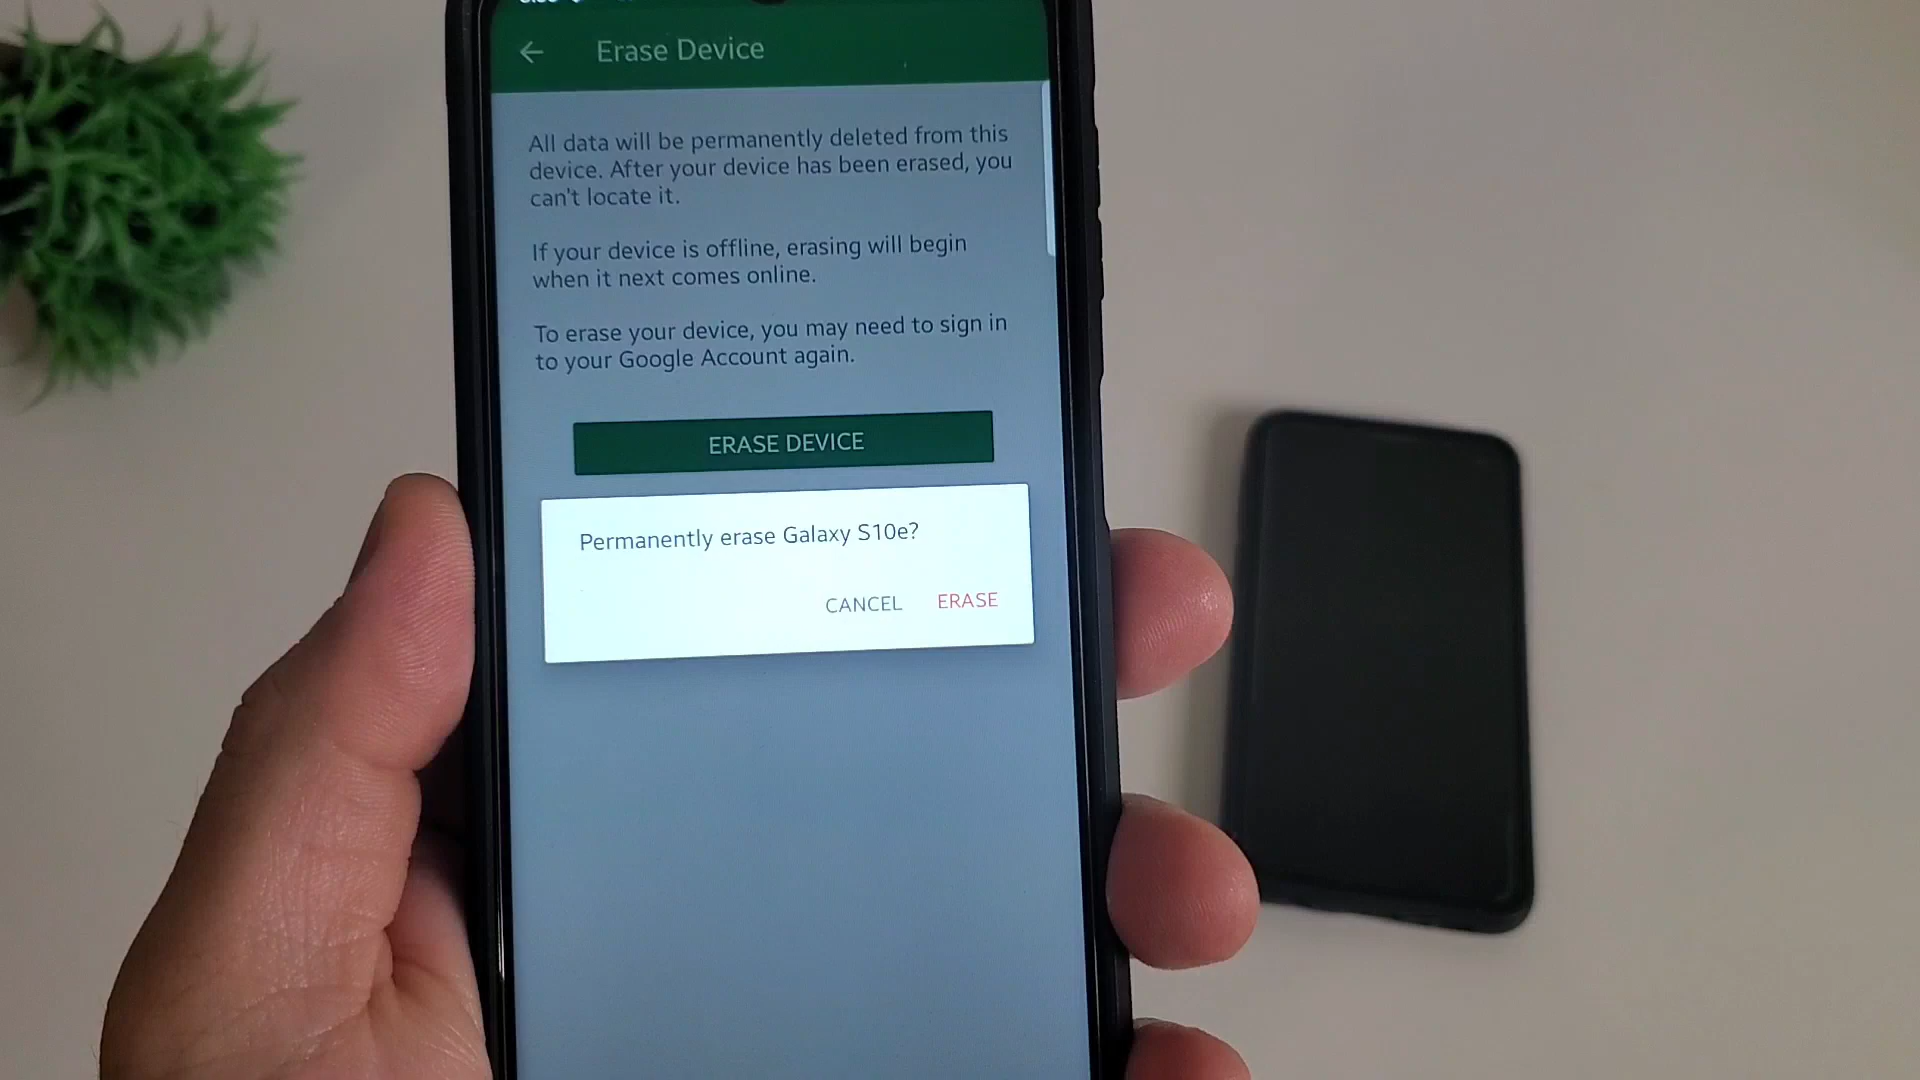 Erase Device
All data will be permanently deleted from this
device. After your device has been erased, you
can't locate it.
If your device is offline, erasing will begin
when it next comes online.
To erase your device, you may need to sign in
to your Google Account again.
ERASE DEVICE
Permanently erase Galaxy S10e?
CANCEL ERASE